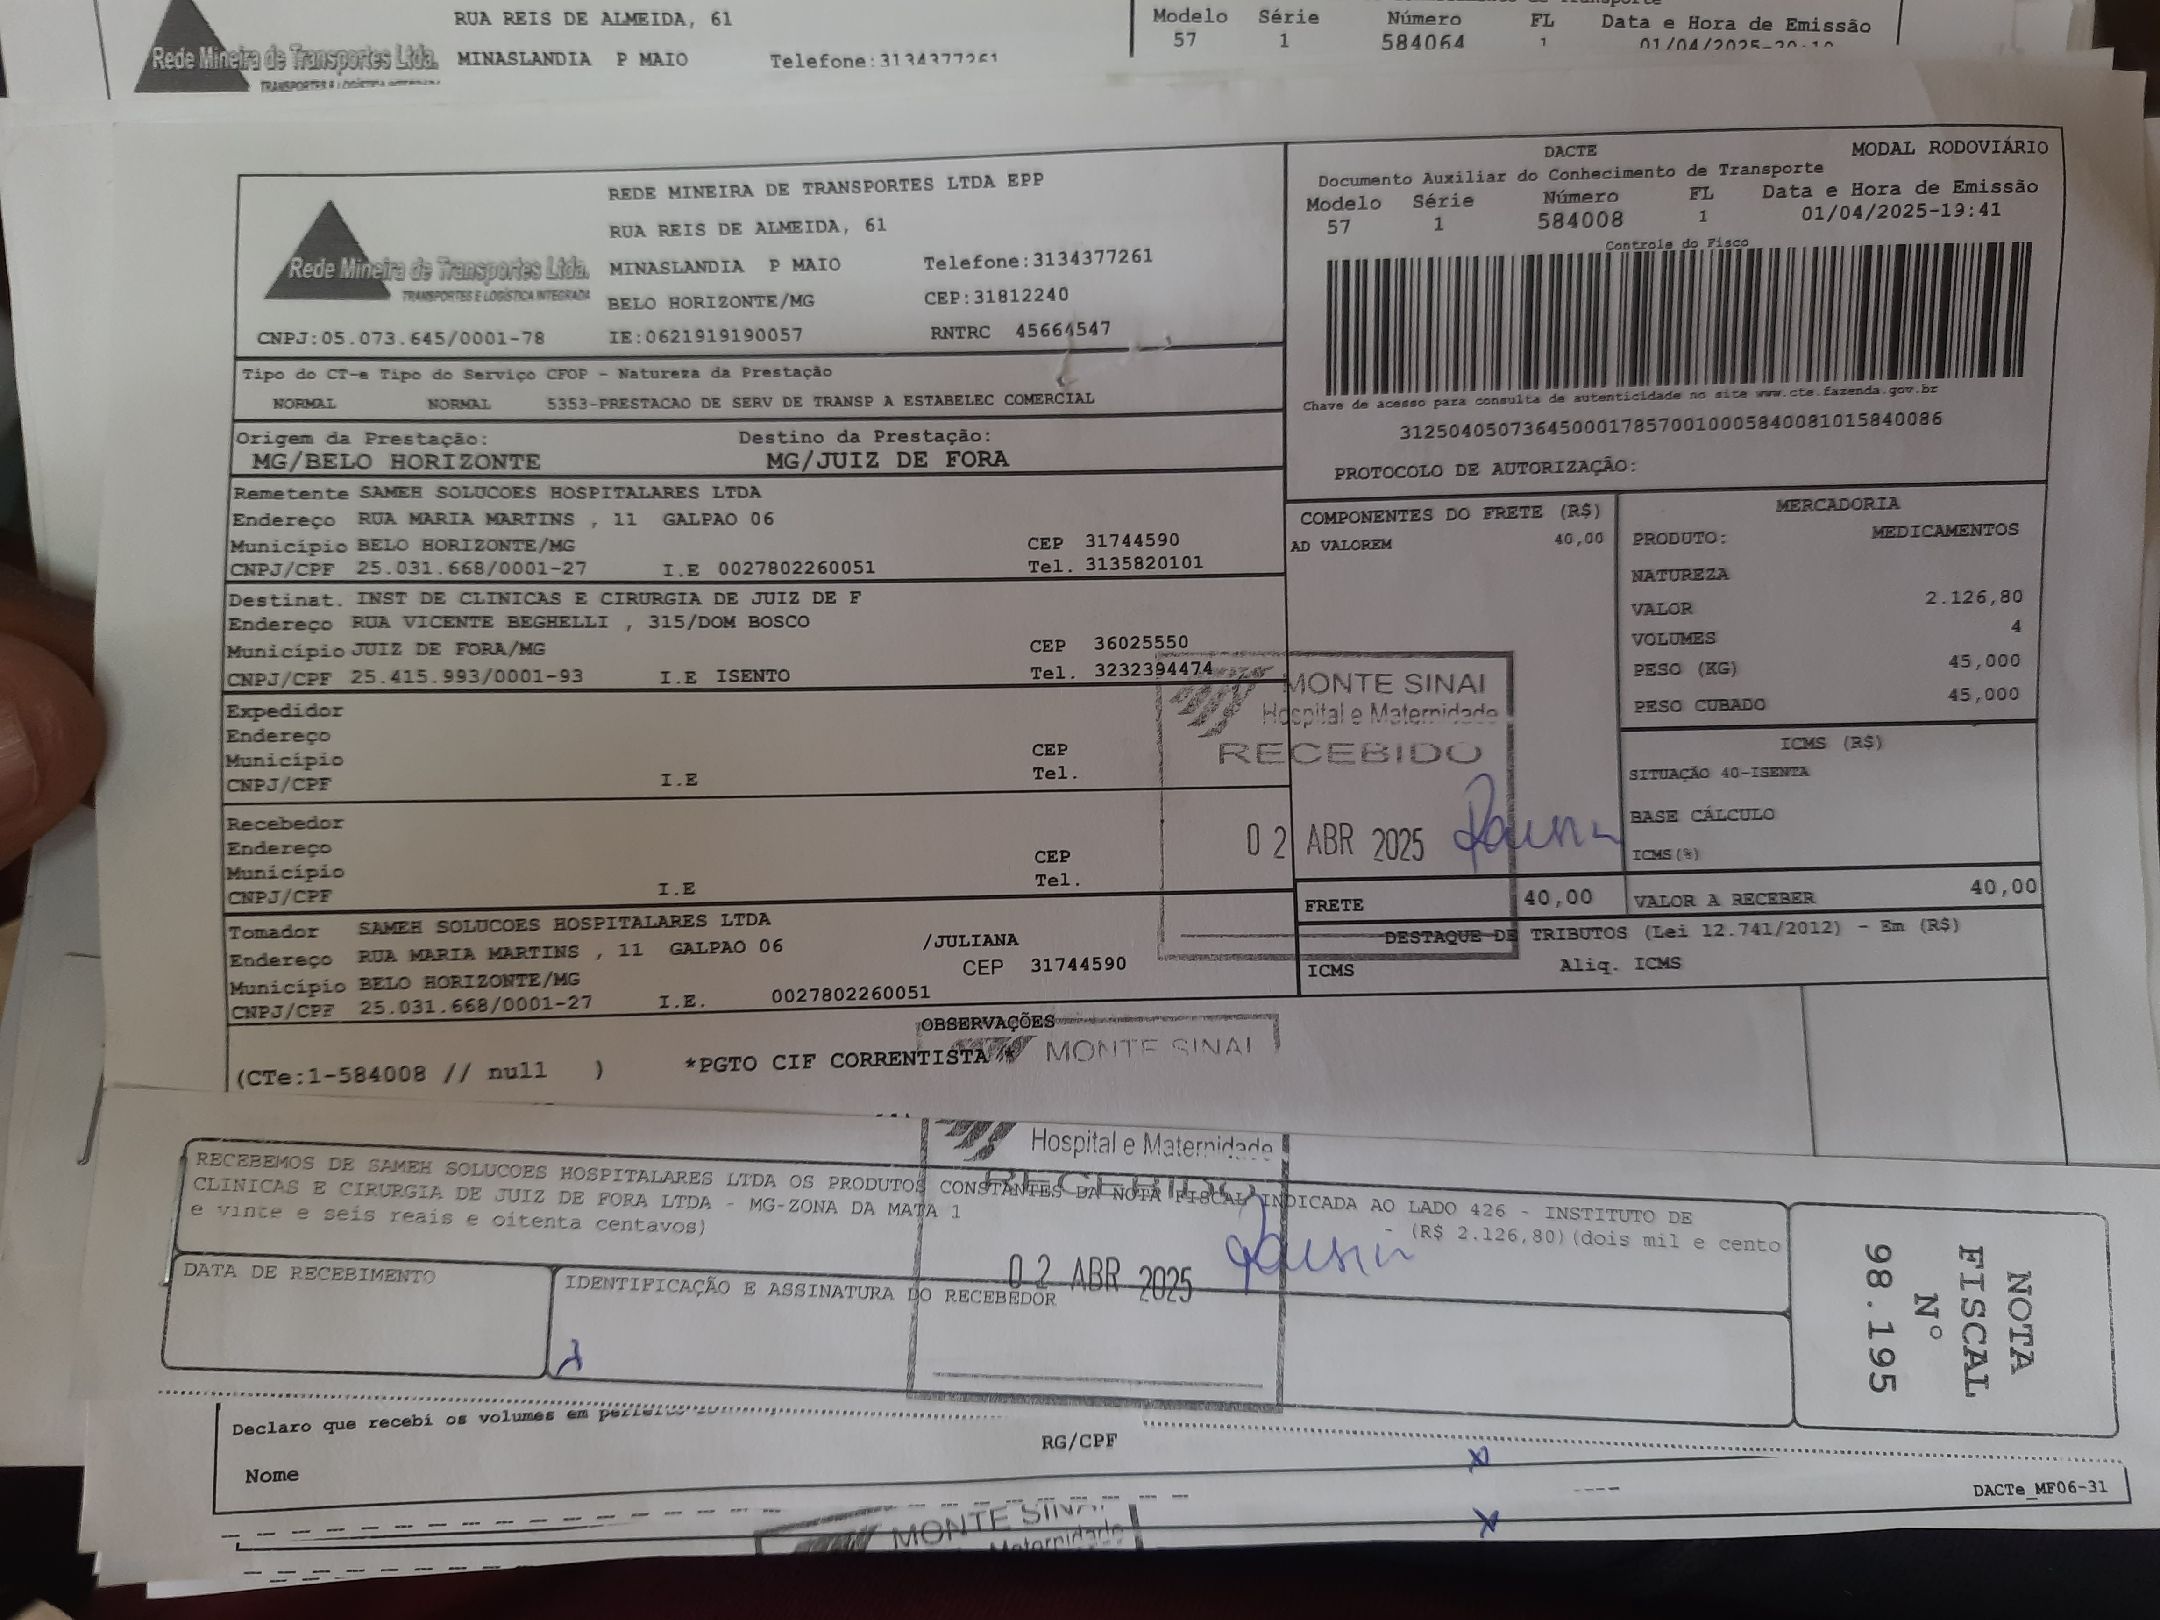 RUA REIS DE ALMEIDA, 61
Rede Mineira de Transportes Ltda. MINASLANDIA P MAIO Telefone:3134377261
TRANSPORTES E LOGÍSTICA INTEGRADA
Modelo Série Número FL Data e Hora de Emissão
57 1 584064 1 01/04/2025-20:10
DACTE MODAL RODOVIÁRIO
Documento Auxiliar do Conhecimento de Transporte
Modelo Série Número FL Data e Hora de Emissão
57 1 584008 1 01/04/2025-19:41
Controle do Fisco
Chave de acesso para consulta de autenticidade no site www.cte.fazenda.gov.br
31250405073645000178570010005840081015840086
PROTOCOLO DE AUTORIZAÇÃO:
REDE MINEIRA DE TRANSPORTES LTDA EPP
RUA REIS DE ALMEIDA, 61
Rede Mineira de Transportes Ltda. MINASLANDIA P MAIO Telefone:3134377261
TRANSPORTES E LOGÍSTICA INTEGRADA
BELO HORIZONTE/MG CEP:31812240
CNPJ:05.073.645/0001-78 IE:0621919190057 RNTRC 45664547
Tipo do CT-e Tipo do Serviço CFOP - Natureza da Prestação
NORMAL NORMAL 5353-PRESTACAO DE SERV DE TRANSP A ESTABELEC COMERCIAL
Origem da Prestação: Destino da Prestação:
MG/BELO HORIZONTE MG/JUIZ DE FORA
Remetente SAMEH SOLUCOES HOSPITALARES LTDA
Endereço RUA MARIA MARTINS , 11 GALPAO 06
Município BELO HORIZONTE/MG CEP 31744590
CNPJ/CPF 25.031.668/0001-27 I.E 0027802260051 Tel. 3135820101
Destinat. INST DE CLINICAS E CIRURGIA DE JUIZ DE F
Endereço RUA VICENTE BEGHELLI , 315/DOM BOSCO
Município JUIZ DE FORA/MG CEP 36025550
CNPJ/CPF 25.415.993/0001-93 I.E ISENTO Tel. 3232394474
Expedidor
Endereço
Município CEP
CNPJ/CPF I.E Tel.
Recebedor
Endereço
Município CEP
CNPJ/CPF I.E Tel.
Tomador SAMEH SOLUCOES HOSPITALARES LTDA
Endereço RUA MARIA MARTINS , 11 GALPAO 06 /JULIANA
Município BELO HORIZONTE/MG CEP 31744590
CNPJ/CPF 25.031.668/0001-27 I.E. 0027802260051
COMPONENTES DO FRETE (R$)
AD VALOREM 40,00
MERCADORIA
PRODUTO: MEDICAMENTOS
NATUREZA
VALOR 2.126,80
VOLUMES 4
PESO (KG) 45,000
PESO CUBADO 45,000
ICMS (R$)
SITUAÇÃO 40-ISENTA
BASE CÁLCULO
ICMS(%)
MONTE SINAI
Hospital e Maternidade
RECEBIDO
02 ABR 2025
FRETE 40,00 VALOR A RECEBER 40,00
DESTAQUE DE TRIBUTOS (Lei 12.741/2012) - Em (R$)
ICMS Aliq. ICMS
OBSERVAÇÕES
(CTe:1-584008 // null ) *PGTO CIF CORRENTISTA *
MONTE SINAI
Hospital e Maternidade
RECEBIDO
02 ABR 2025
RECEBEMOS DE SAMEH SOLUCOES HOSPITALARES LTDA OS PRODUTOS CONSTANTES DA NOTA FISCAL INDICADA AO LADO 426 - INSTITUTO DE
CLINICAS E CIRURGIA DE JUIZ DE FORA LTDA - MG-ZONA DA MATA 1 - (R$ 2.126,80)(dois mil e cento
e vinte e seis reais e oitenta centavos)
DATA DE RECEBIMENTO IDENTIFICAÇÃO E ASSINATURA DO RECEBEDOR
NOTA
FISCAL
Nº
98.195
Declaro que recebi os volumes em
Nome RG/CPF
DACTe_MF06-31
MONTE SINAI
Maternidade